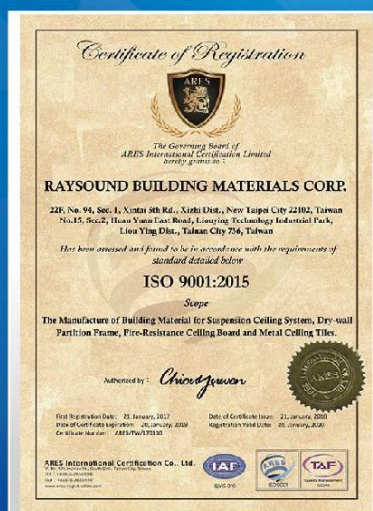 Certificate of Registration
ARES
The Governing Board of
ARES International Certification Limited
hereby grants to :
RAYSOUND BUILDING MATERIALS CORP.
22F, No. 94, Sec. 1, Xintai 5th Rd., Xizhi Dist., New Taipei City 22102, Taiwan
No.15, Sec.2, Huan Yuan East Road, Liouying Technology Industrial Park,
Liou Ying Dist., Tainan City 736, Taiwan
Has been assessed and found to be in accordance with the requirements of
standard detailed below
ISO 9001:2015
Scope
The Manufacture of Building Material for Suspension Ceiling System, Dry-wall
Partition Frame, Fire-Resistance Ceiling Board and Metal Ceiling Tiles.
Authorized by :
First Registration Date: 21, January, 2017
Date of Certificate Issue: 21, January,
Date of Certificate Expiration: 20, January,
Registration Valid Date: 20, January,
Certificate Number: ARES/TW/
ARES International Certification Co., Ltd.
IAF
ARES
ISO9001
TAF